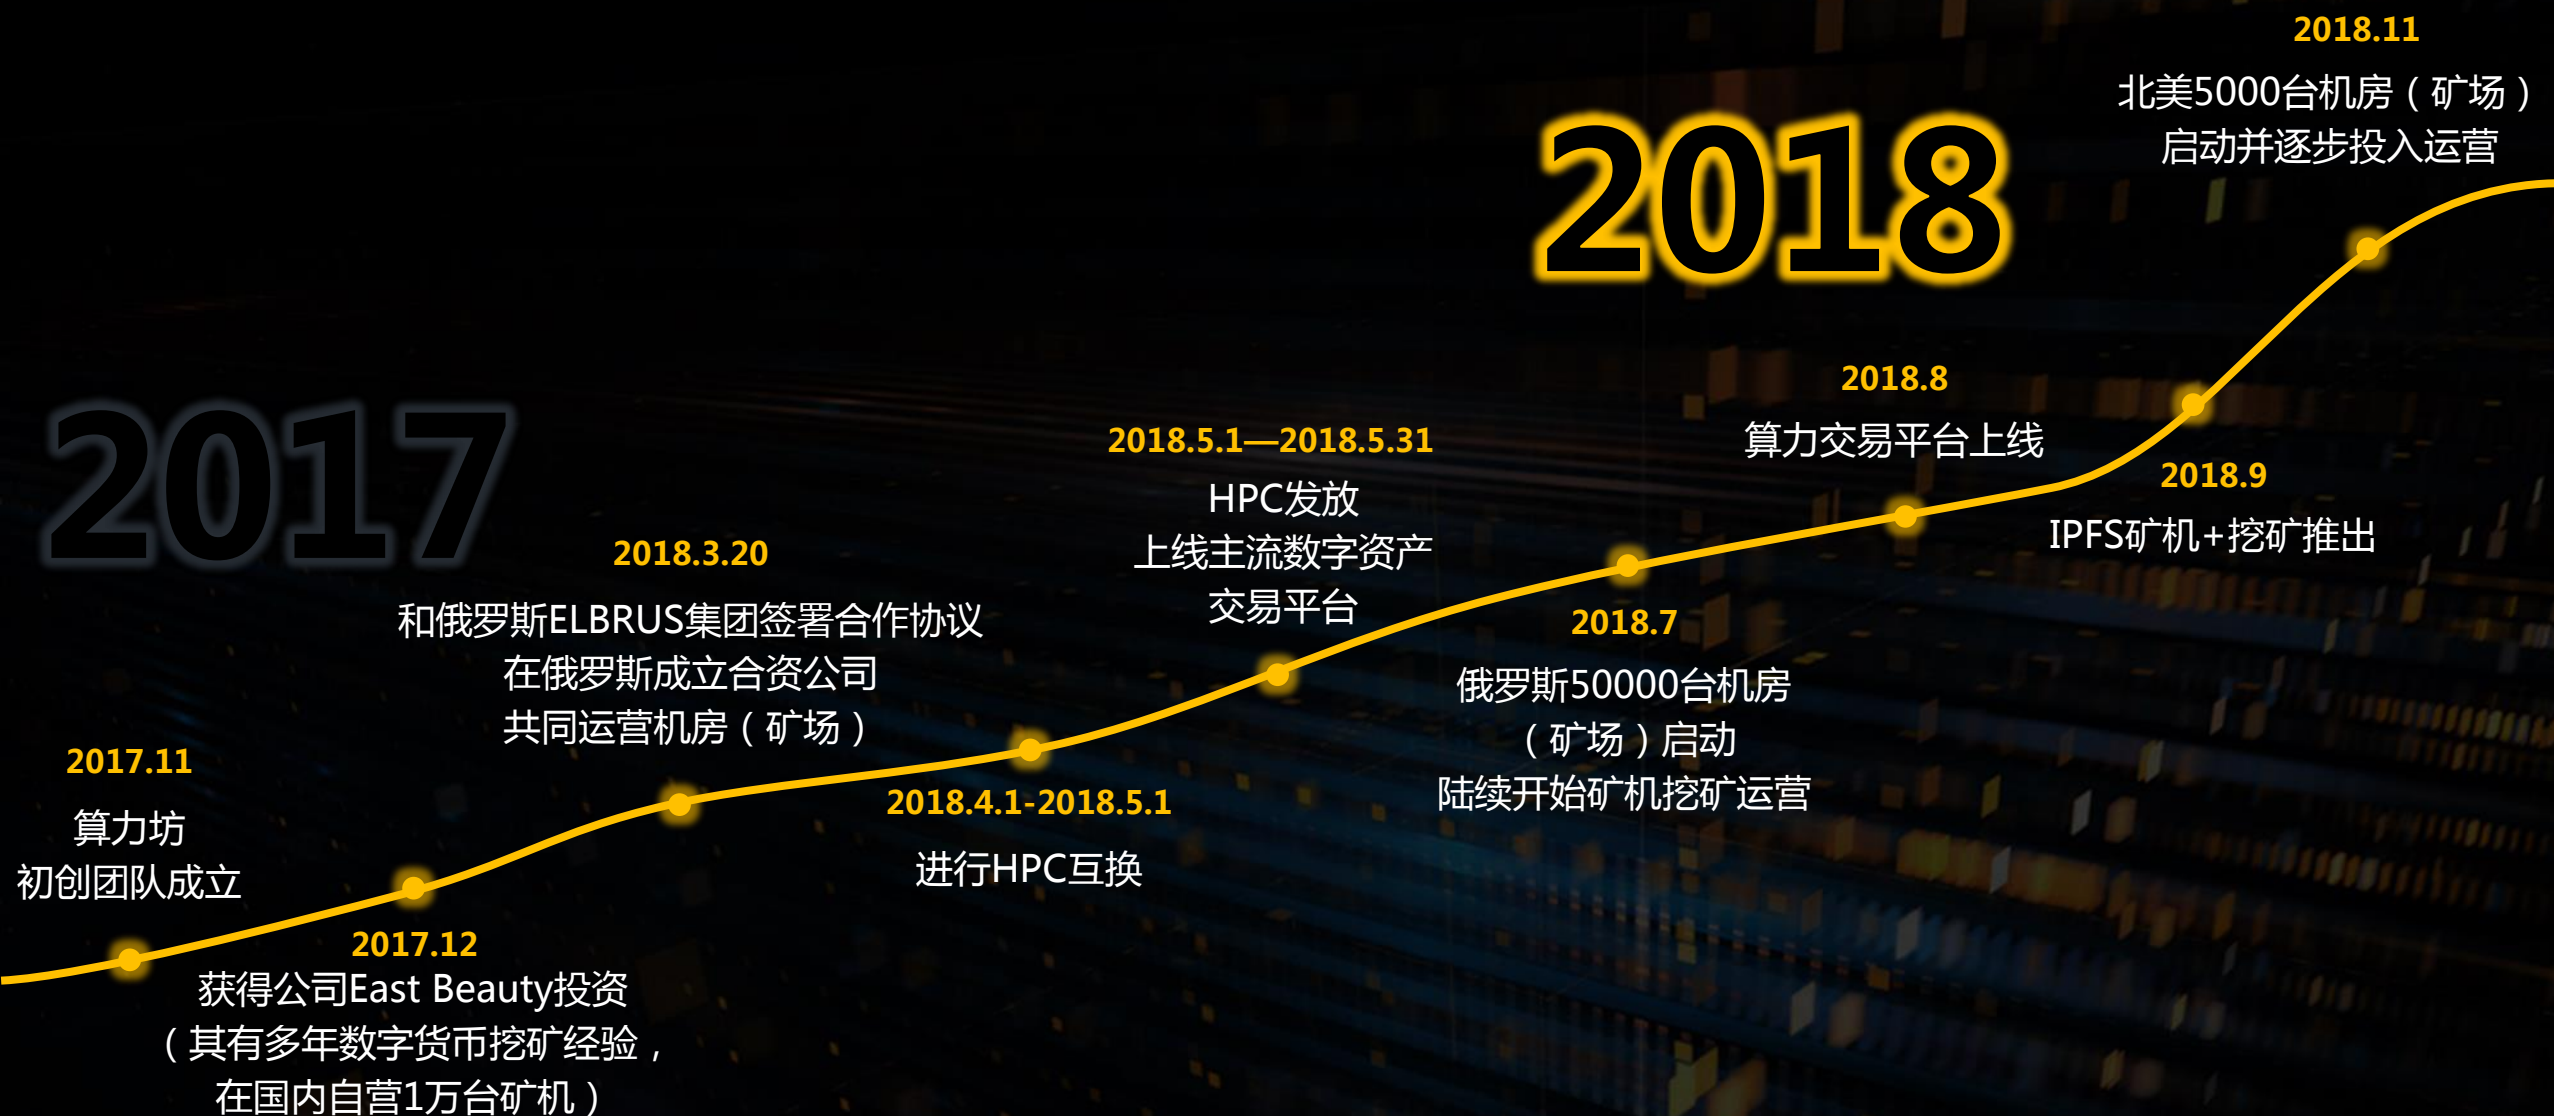 2017
2017.11
算力坊
初创团队成立
2017.12
获得公司East Beauty投资
（其有多年数字货币挖矿经验，
在国内自营1万台矿机）
2018.3.20
和俄罗斯ELBRUS集团签署合作协议
在俄罗斯成立合资公司
共同运营机房（矿场）
2018.4.1-2018.5.1
进行HPC互换
2018.5.1—2018.5.31
HPC发放
上线主流数字资产
交易平台
2018
2018.7
俄罗斯50000台机房
（矿场）启动
陆续开始矿机挖矿运营
2018.8
算力交易平台上线
2018.9
IPFS矿机+挖矿推出
2018.11
北美5000台机房（矿场）
启动并逐步投入运营